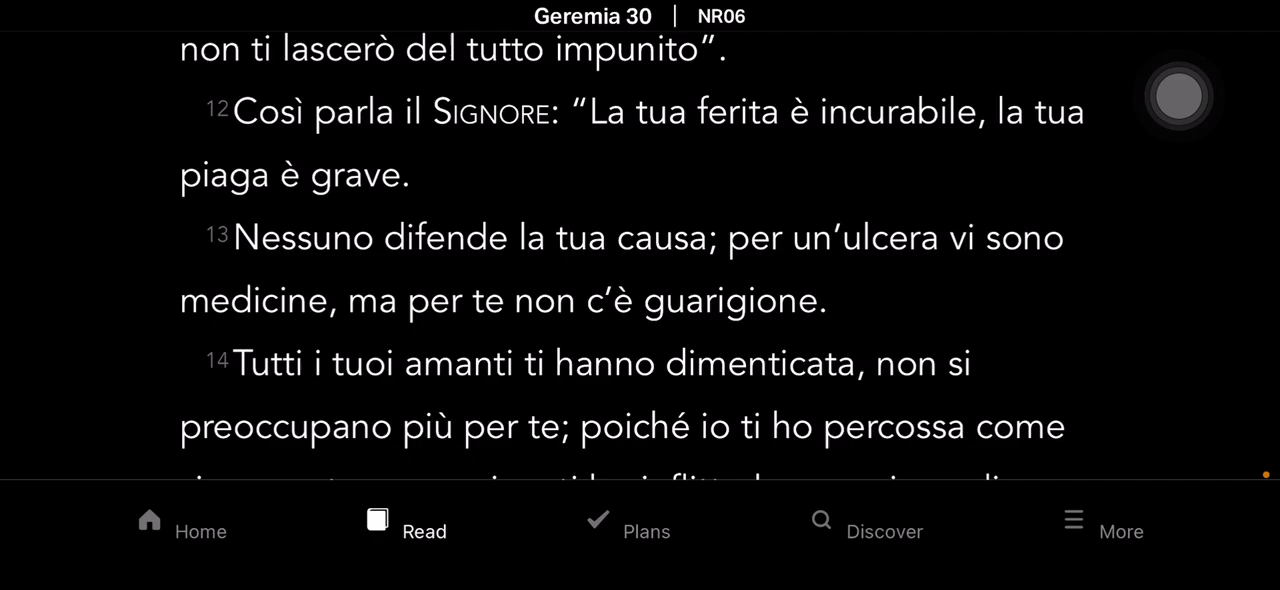 Geremia 30 | NR06
non ti lascerò del tutto impunito”.
12 Così parla il SIGNORE: “La tua ferita è incurabile, la tua
piaga è grave.
13 Nessuno difende la tua causa; per un’ulcera vi sono
medicine, ma per te non c’è guarigione.
14 Tutti i tuoi amanti ti hanno dimenticata, non si
preoccupano più per te; poiché io ti ho percossa come
Home Read Plans Discover More